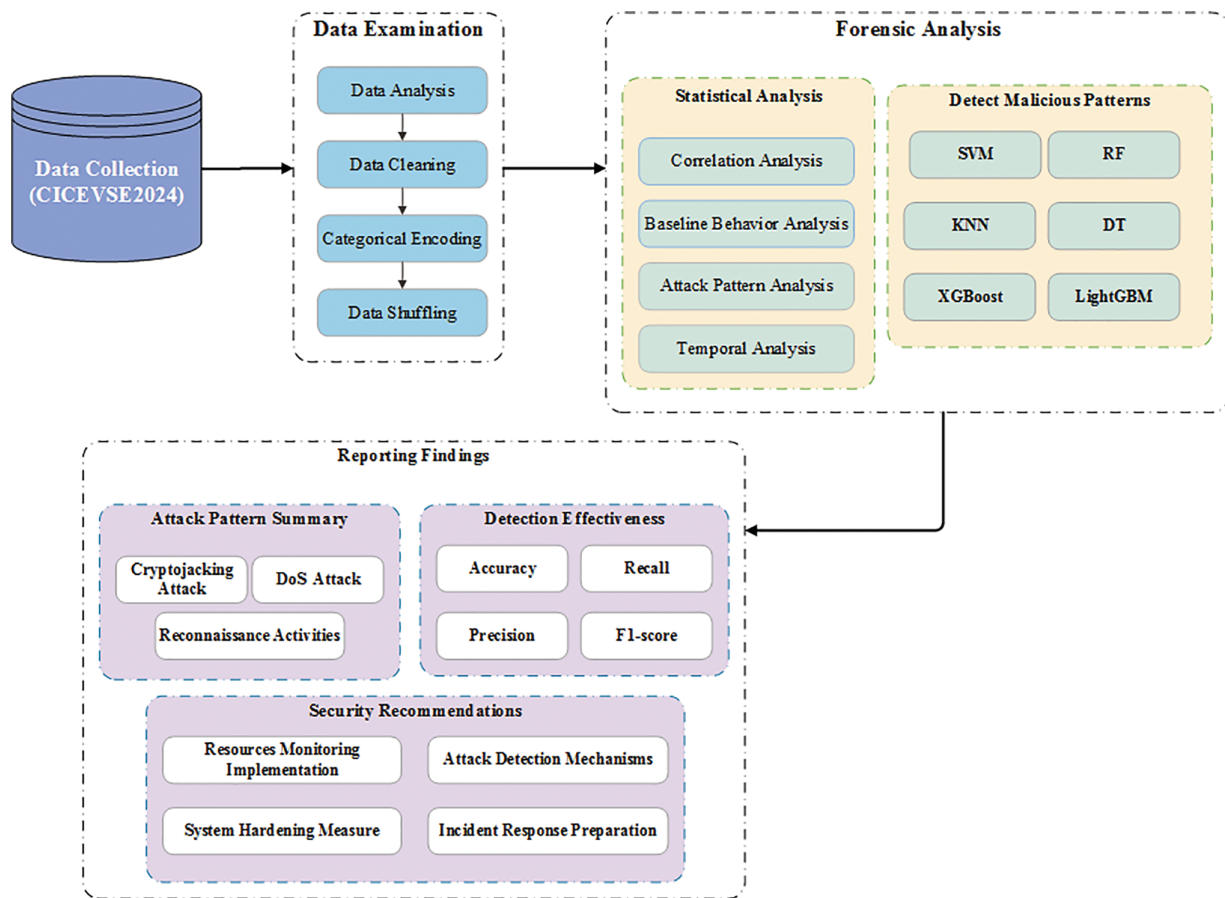 Data Collection
(CICEVSE2024)
Data Examination
Data Analysis
Data Cleaning
Categorical Encoding
Data Shuffling
Forensic Analysis
Statistical Analysis
Correlation Analysis
Baseline Behavior Analysis
Attack Pattern Analysis
Temporal Analysis
Detect Malicious Patterns
SVM
RF
KNN
DT
XGBoost
LightGBM
Reporting Findings
Attack Pattern Summary
Cryptojacking
Attack
DoS Attack
Reconnaissance Activities
Detection Effectiveness
Accuracy
Recall
Precision
F1-score
Security Recommendations
Resources Monitoring
Implementation
Attack Detection Mechanisms
System Hardening Measure
Incident Response Preparation